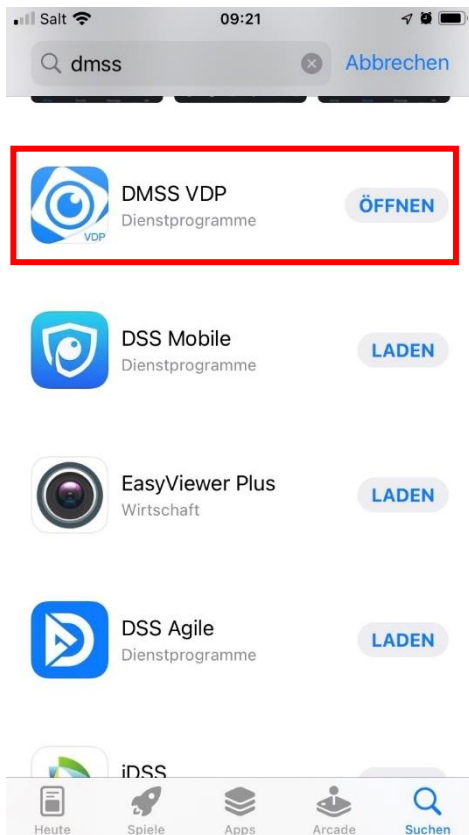 Salt 09:21
dmss Abbrechen
DMSS VDP
Dienstprogramme
ÖFFNEN
VDP
DSS Mobile
Dienstprogramme
LADEN
EasyViewer Plus
Wirtschaft
LADEN
DSS Agile
Dienstprogramme
LADEN
iDSS
Heute Spiele Apps Arcade Suchen